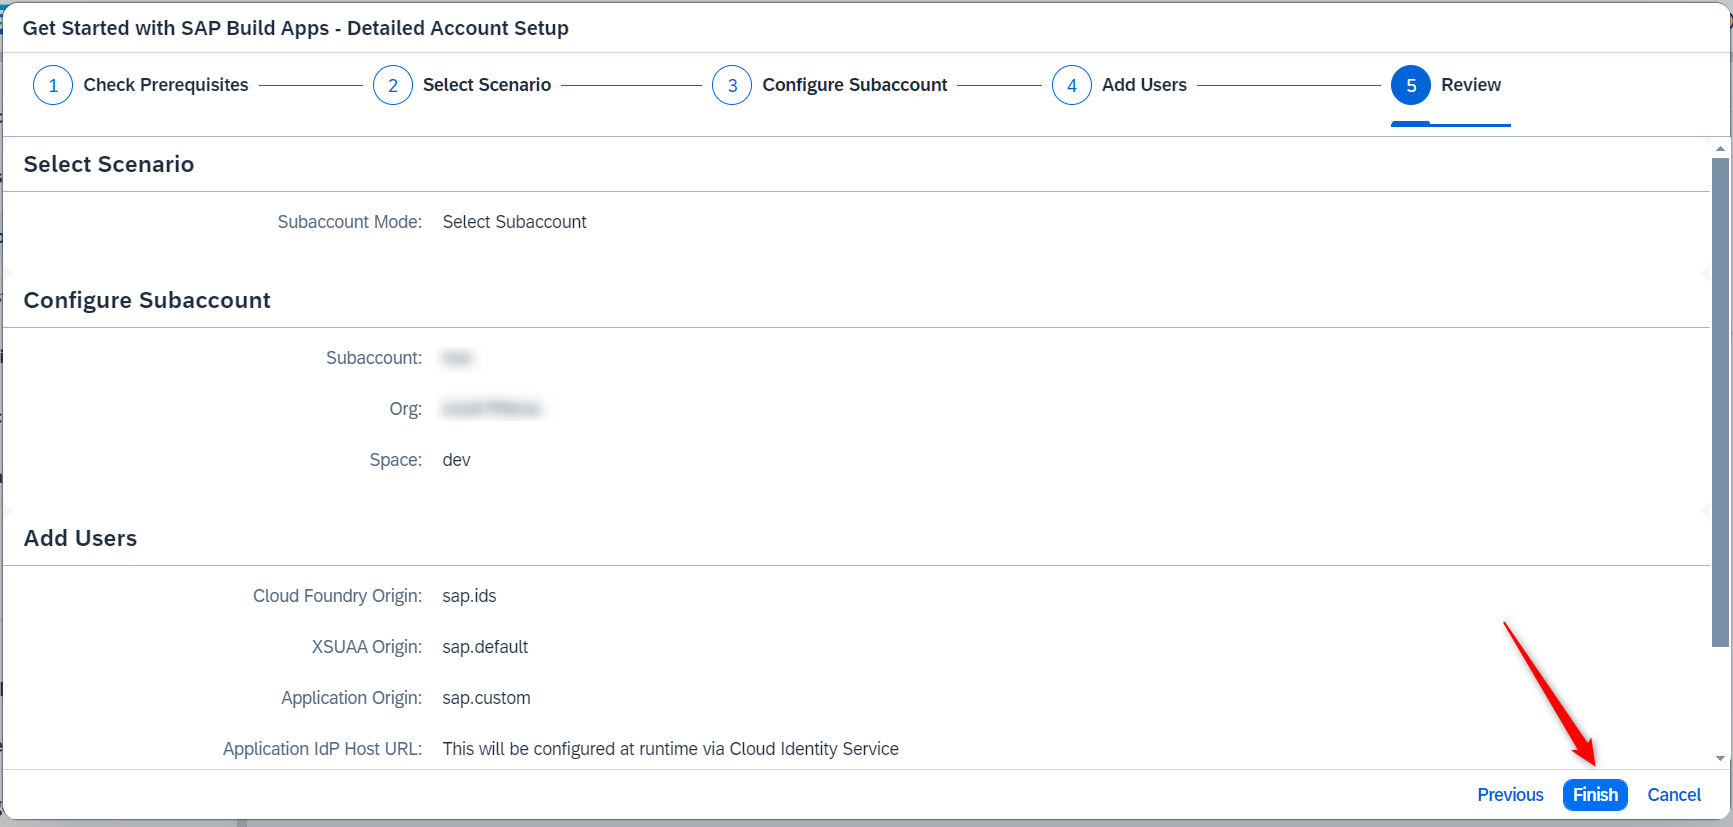 Get Started with SAP Build Apps - Detailed Account Setup
1 Check Prerequisites 2 Select Scenario 3 Configure Subaccount 4 Add Users 5 Review
Select Scenario
Subaccount Mode: Select Subaccount
Configure Subaccount
Subaccount:
Org:
Space: dev
Add Users
Cloud Foundry Origin: sap.ids
XSUAA Origin: sap.default
Application Origin: sap.custom
Application IdP Host URL: This will be configured at runtime via Cloud Identity Service
Previous Finish Cancel